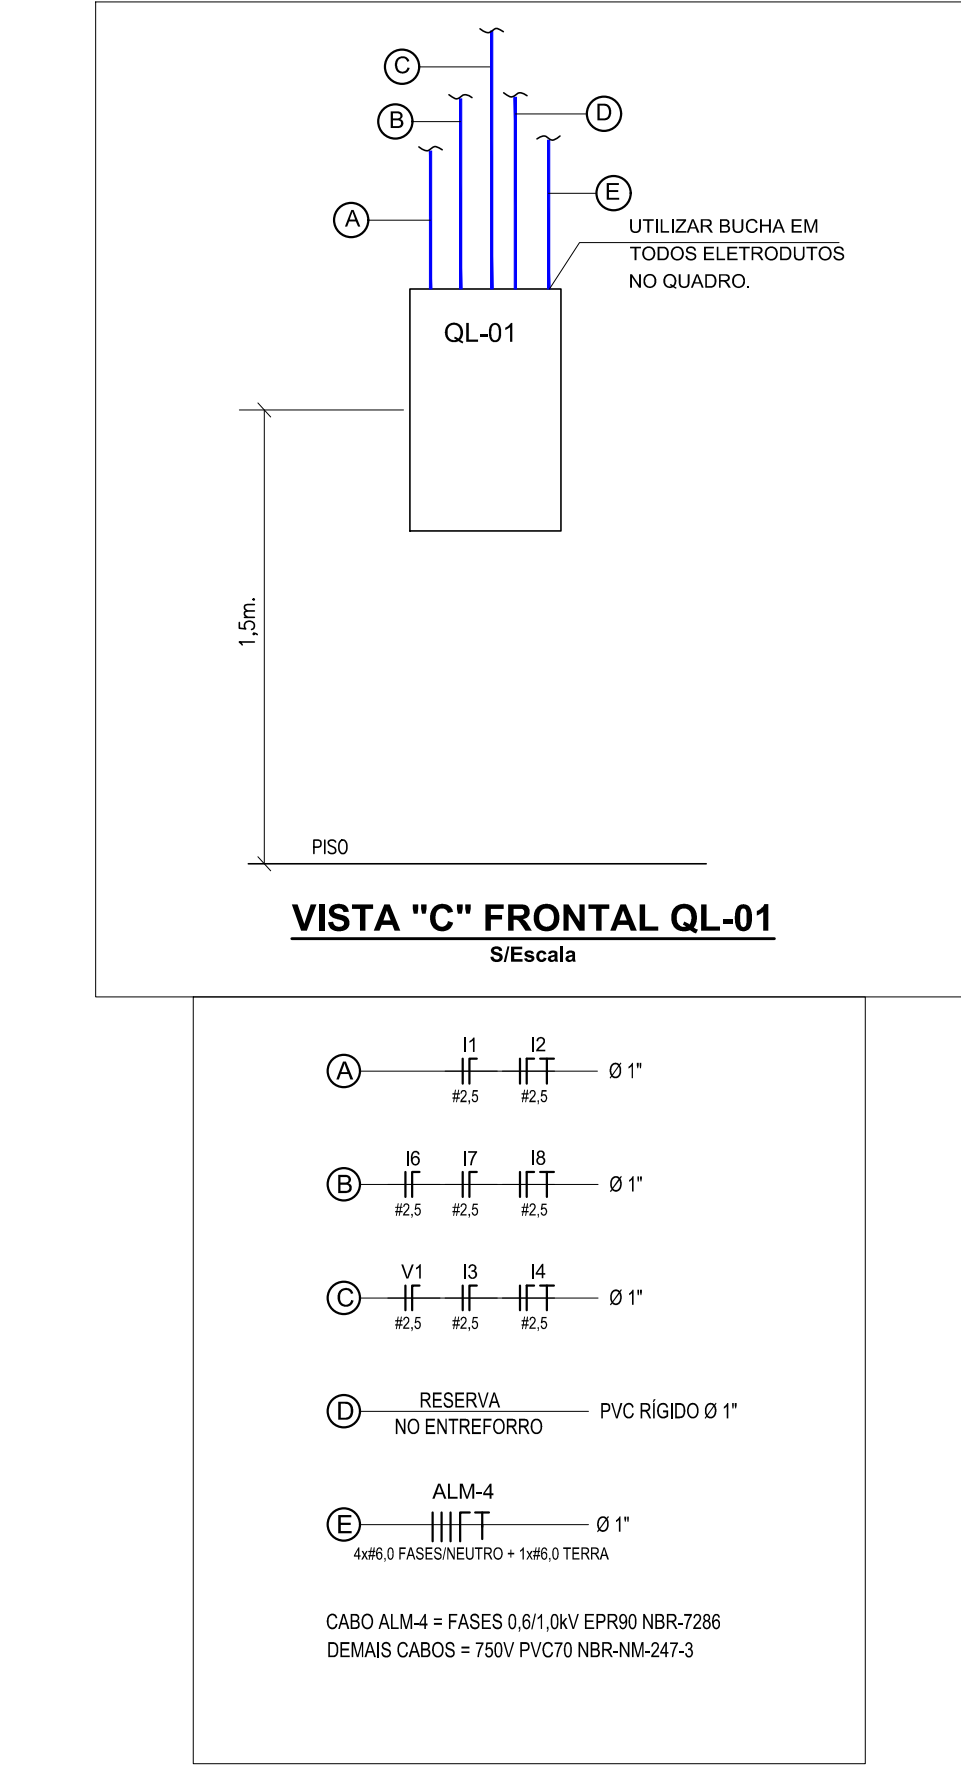 C
B
D
A
E
UTILIZAR BUCHA EM
TODOS ELETRODUTOS
NO QUADRO.
QL-01
1,5m.
PISO
VISTA "C" FRONTAL QL-01
S/Escala
I1 I2
A Ø 1"
#2,5 #2,5
I6 I7 I8
B Ø 1"
#2,5 #2,5 #2,5
V1 I3 I4
C Ø 1"
#2,5 #2,5 #2,5
RESERVA
D PVC RÍGIDO Ø 1"
NO ENTREFORRO
ALM-4
E Ø 1"
4x#6,0 FASES/NEUTRO + 1x#6,0 TERRA
CABO ALM-4 = FASES 0,6/1,0kV EPR90 NBR-7286
DEMAIS CABOS = 750V PVC70 NBR-NM-247-3